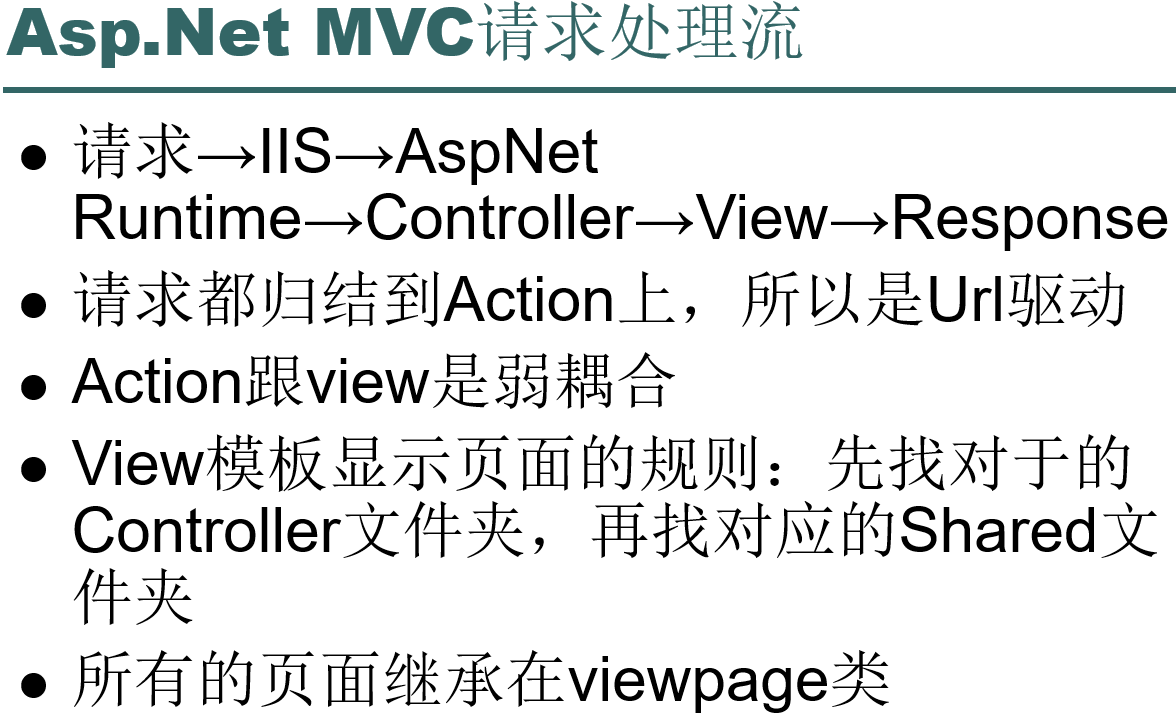 Asp.Net MVC请求处理流
● 请求→IIS→AspNet
Runtime→Controller→View→Response
● 请求都归结到Action上，所以是Url驱动
● Action跟view是弱耦合
● View模板显示页面的规则：先找对于的
Controller文件夹，再找对应的Shared文
件夹
● 所有的页面继承在viewpage类